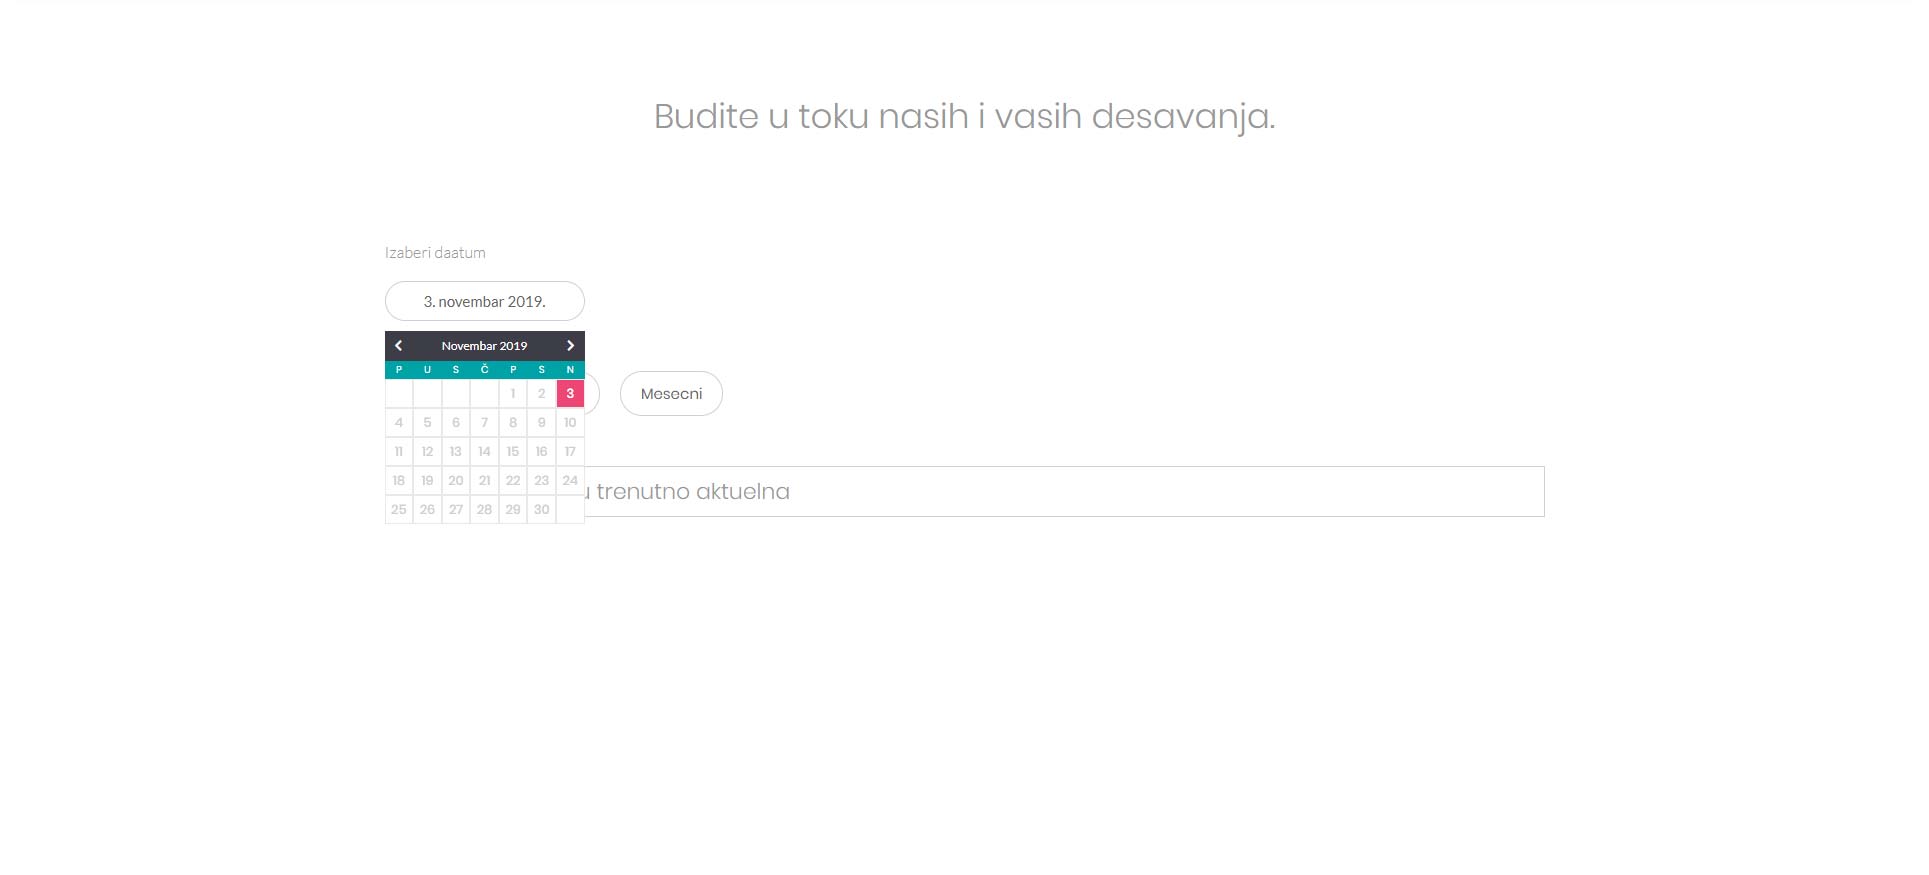 Budite u toku nasih i vasih desavanja.
Izaberi daatum
3. novembar 2019.
Novembar 2019
P U S Č P S N
1 2 3
Mesecni
4 5 6 7 8 9 10
11 12 13 14 15 16 17
18 19 20 21 22 23 24
trenutno aktuelna
25 26 27 28 29 30